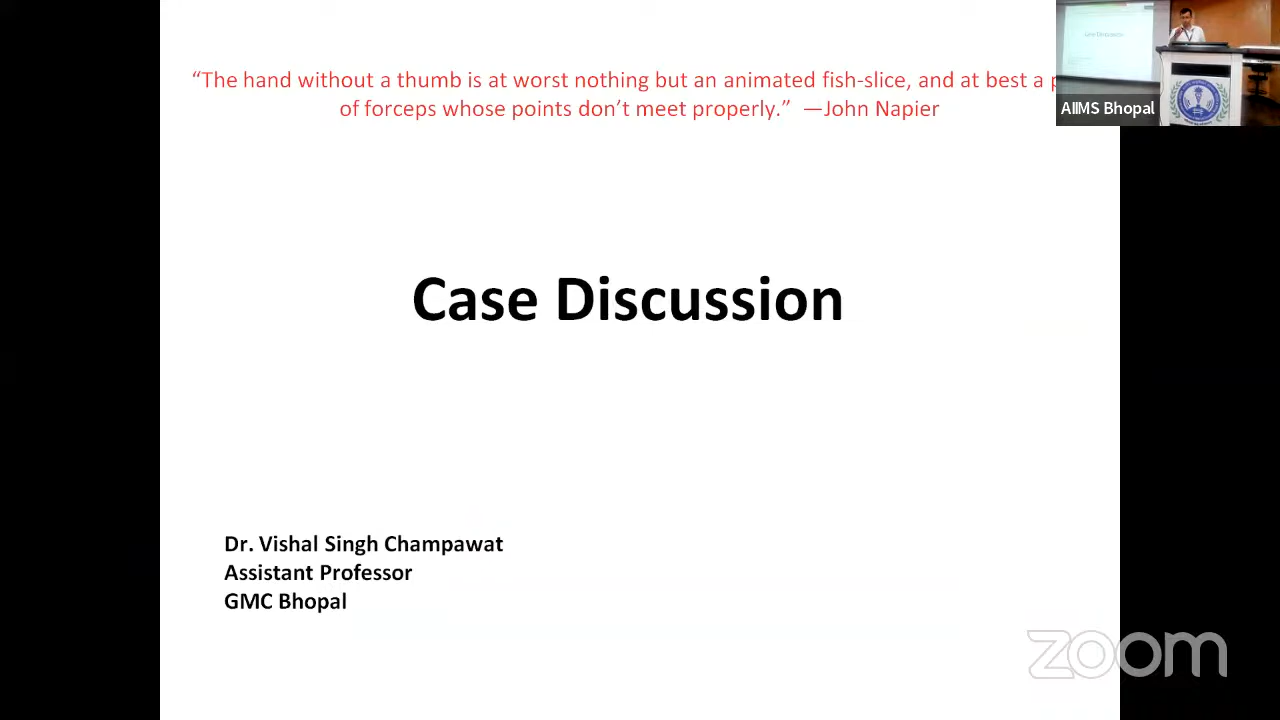 “The hand without a thumb is at worst nothing but an animated fish-slice, and at best a p
of forceps whose points don’t meet properly.” —John Napier
AIIMS Bhopal
Case Discussion
Dr. Vishal Singh Champawat
Assistant Professor
GMC Bhopal
zoom